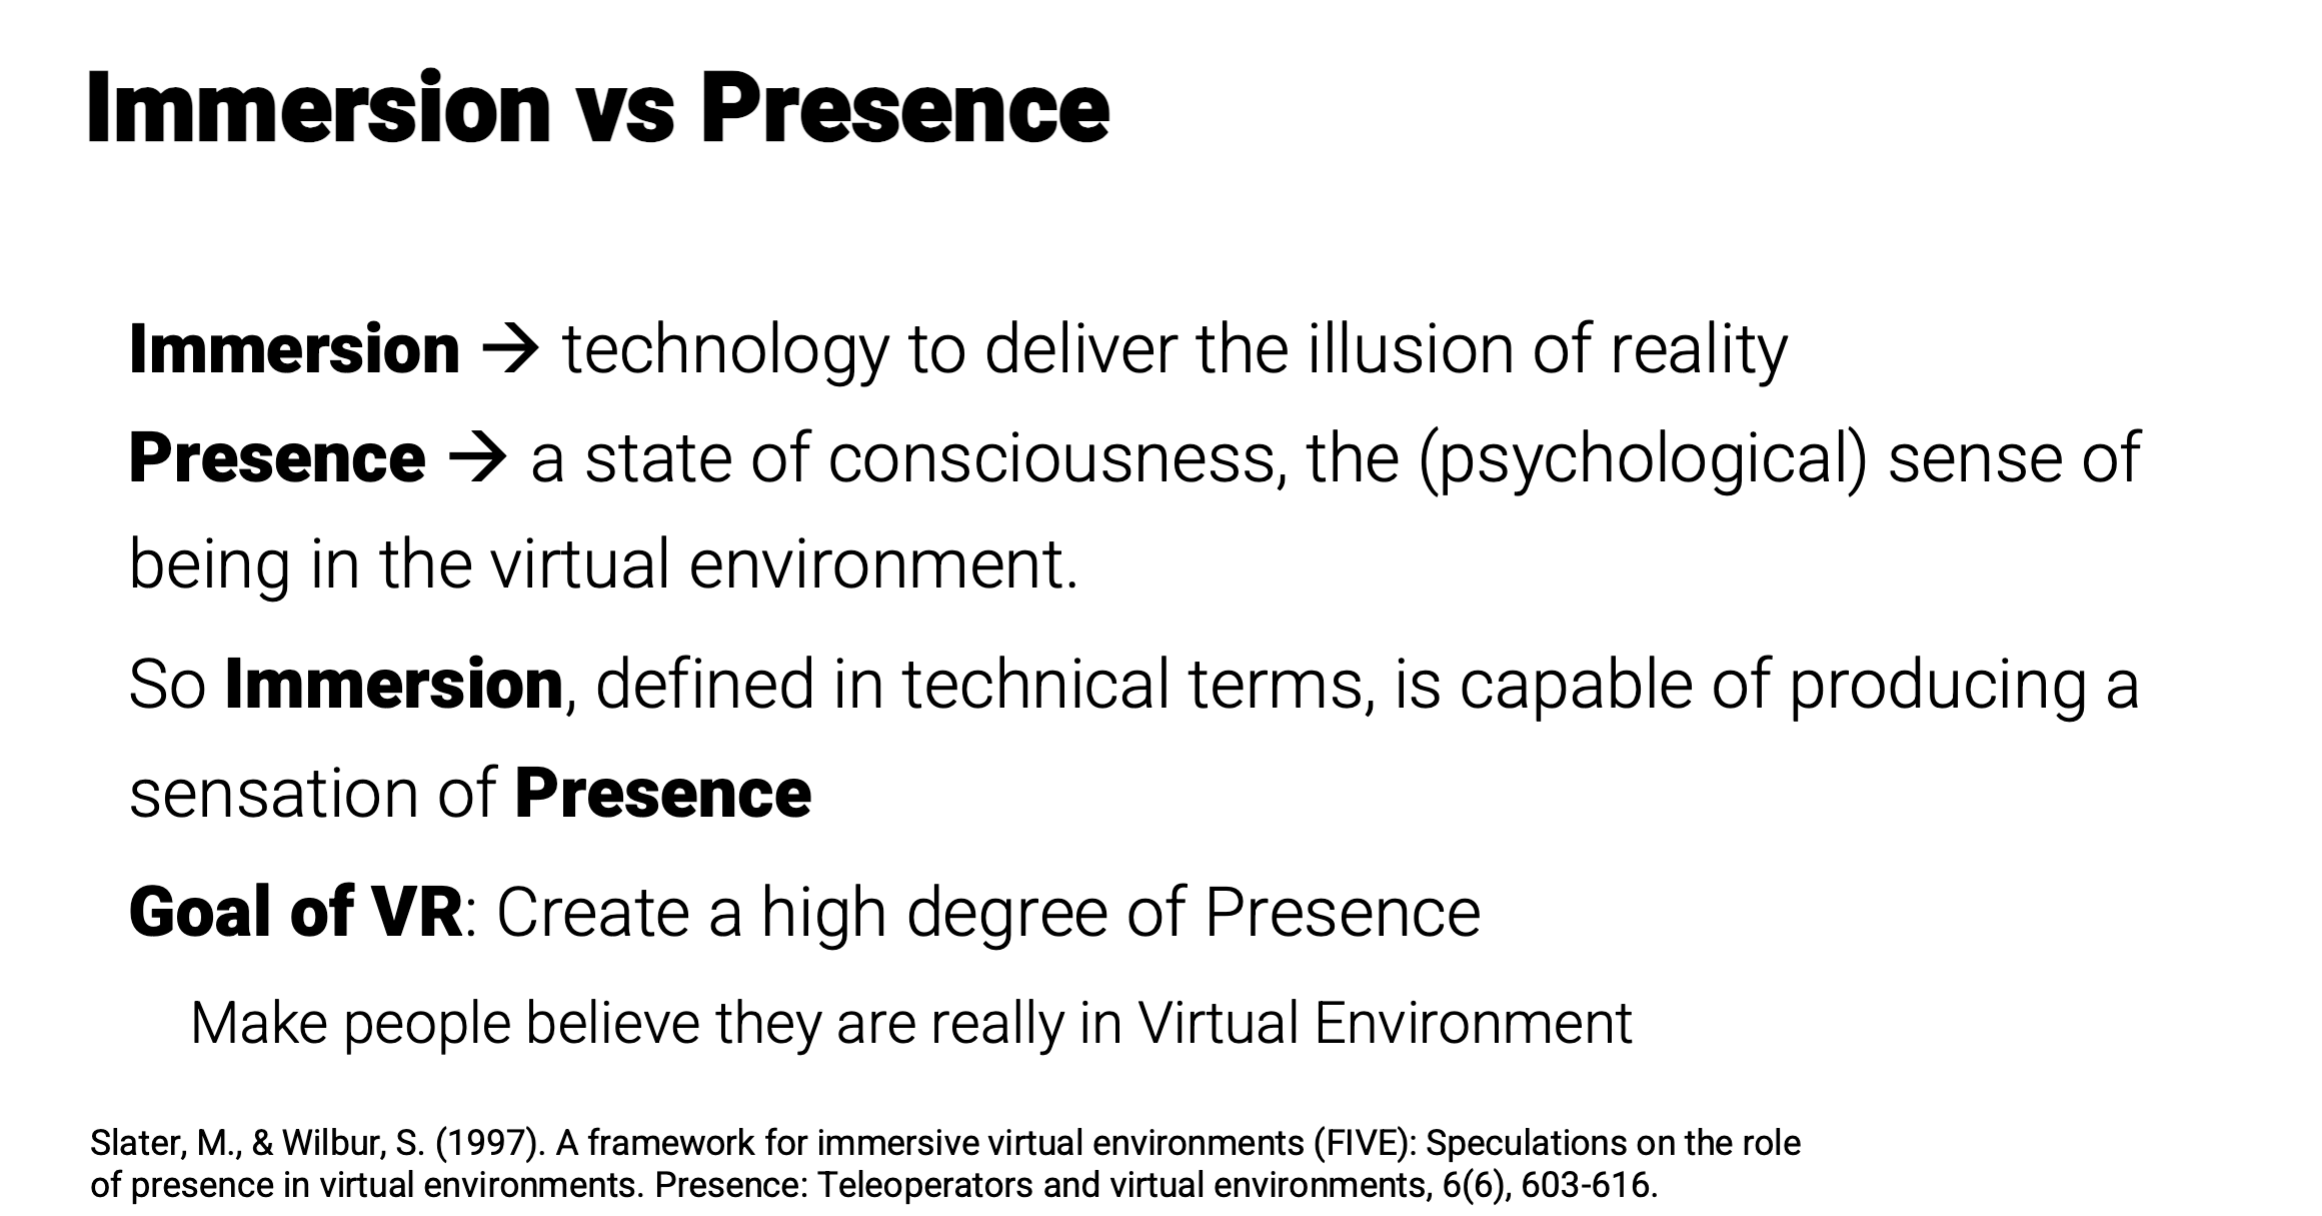 Immersion vs Presence
Immersion → technology to deliver the illusion of reality
Presence → a state of consciousness, the (psychological) sense of
being in the virtual environment.
So Immersion, defined in technical terms, is capable of producing a
sensation of Presence
Goal of VR: Create a high degree of Presence
Make people believe they are really in Virtual Environment
Slater, M., & Wilbur, S. (1997). A framework for immersive virtual environments (FIVE): Speculations on the role
of presence in virtual environments. Presence: Teleoperators and virtual environments, 6(6), 603-616.